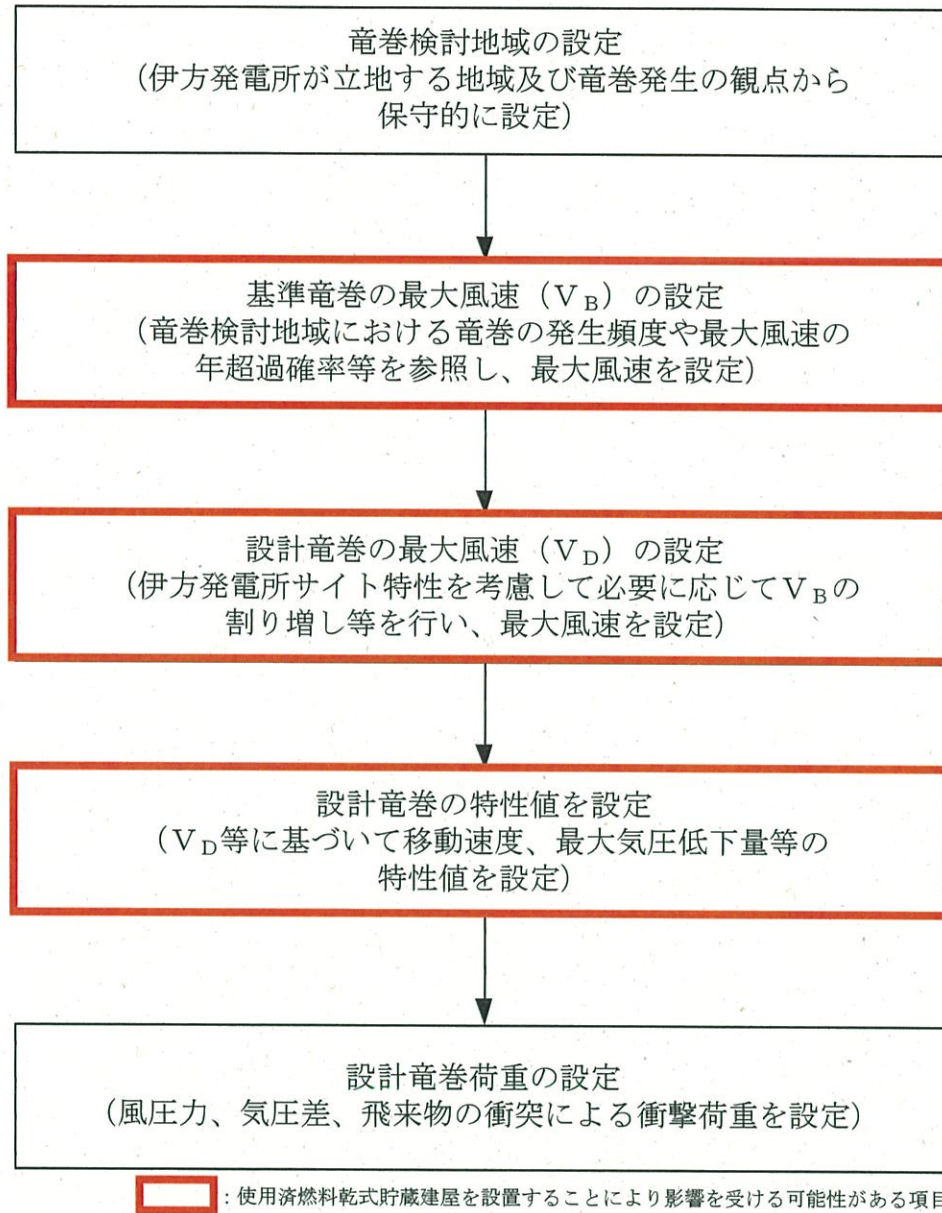 竜巻検討地域の設定
(伊方発電所が立地する地域及び竜巻発生の観点から
保守的に設定)
基準竜巻の最大風速（VB）の設定
(竜巻検討地域における竜巻の発生頻度や最大風速の
年超過確率等を参照し、最大風速を設定)
設計竜巻の最大風速（VD）の設定
(伊方発電所サイト特性を考慮して必要に応じてVBの
割り増し等を行い、最大風速を設定)
設計竜巻の特性値を設定
(VD等に基づいて移動速度、最大気圧低下量等の
特性値を設定)
設計竜巻荷重の設定
(風圧力、気圧差、飛来物の衝突による衝撃荷重を設定)
：使用済燃料乾式貯蔵建屋を設置することにより影響を受ける可能性がある項目